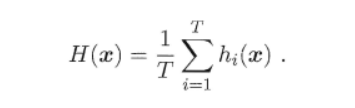 H(x) = \frac{1}{T} \sum_{i=1}^{T} h_i(x) .